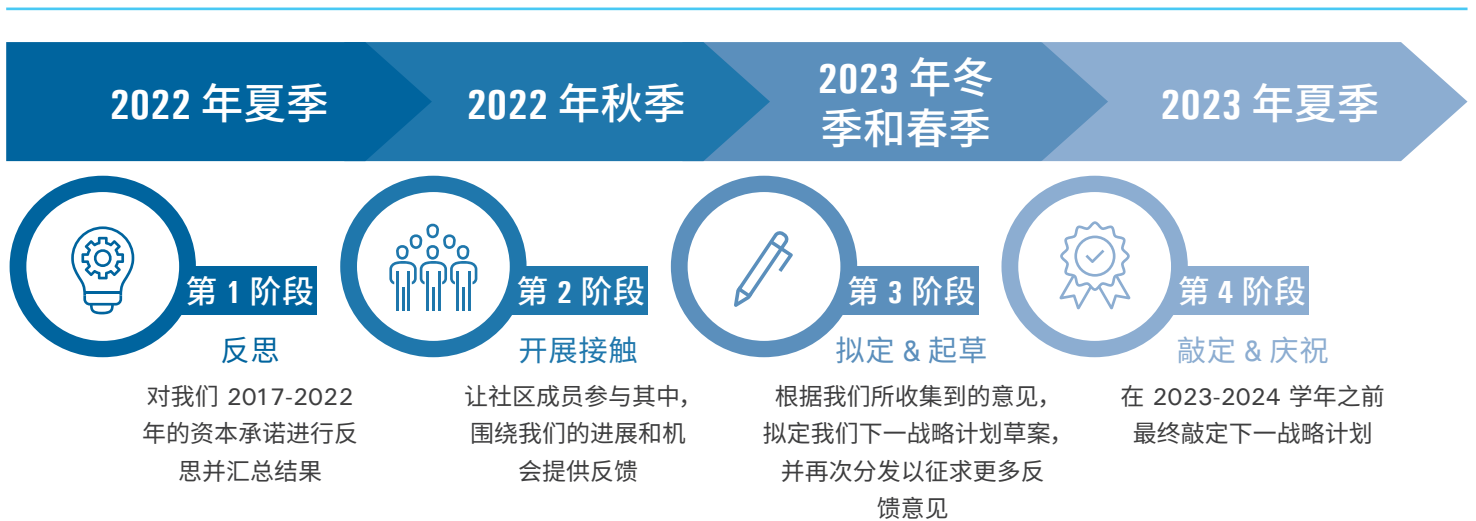 2022 年夏季
2022 年秋季
2023 年冬
季和春季
2023 年夏季
第 1 阶段
反思
对我们 2017-2022
年的资本承诺进行反
思并汇总结果
第 2 阶段
开展接触
让社区成员参与其中，
围绕我们的进展和机
会提供反馈
第 3 阶段
拟定 & 起草
根据我们所收集到的意见，
拟定我们下一战略计划草案，
并再次分发以征求更多反
馈意见
第 4 阶段
敲定 & 庆祝
在 2023-2024 学年之前
最终敲定下一战略计划